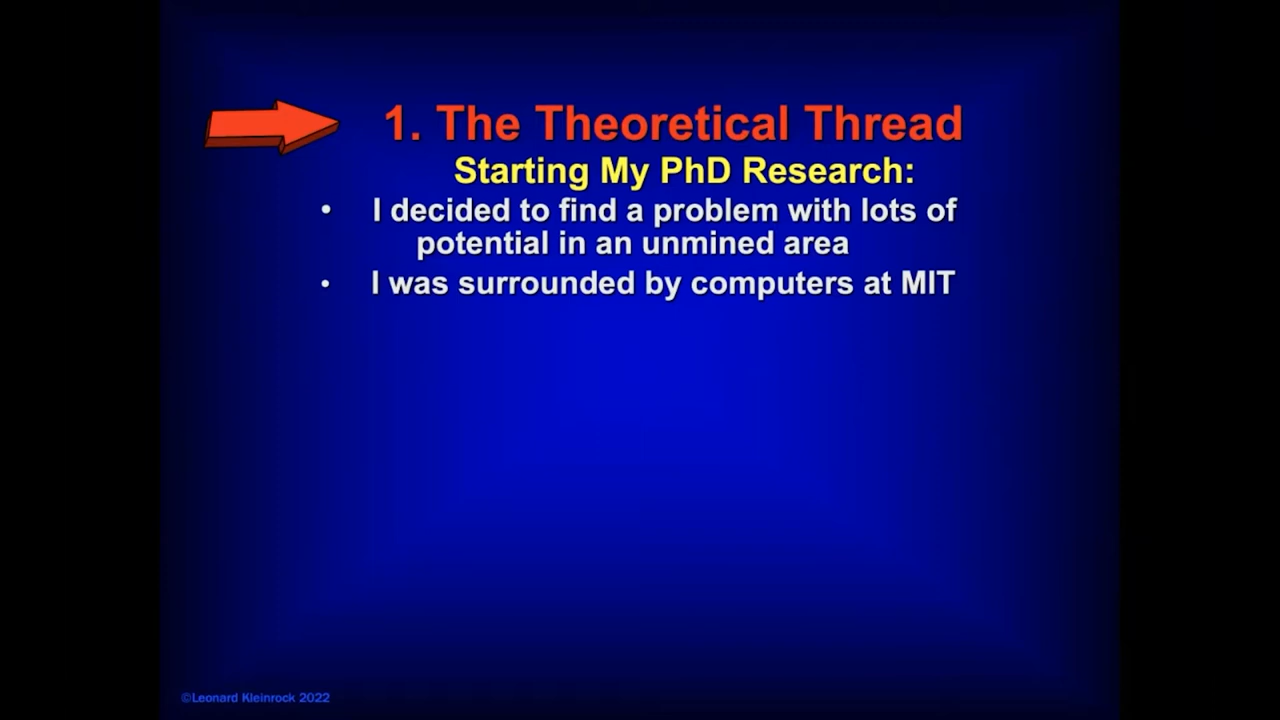 1. The Theoretical Thread
Starting My PhD Research:
• I decided to find a problem with lots of
potential in an unmined area
• I was surrounded by computers at MIT
©Leonard Kleinrock 2022